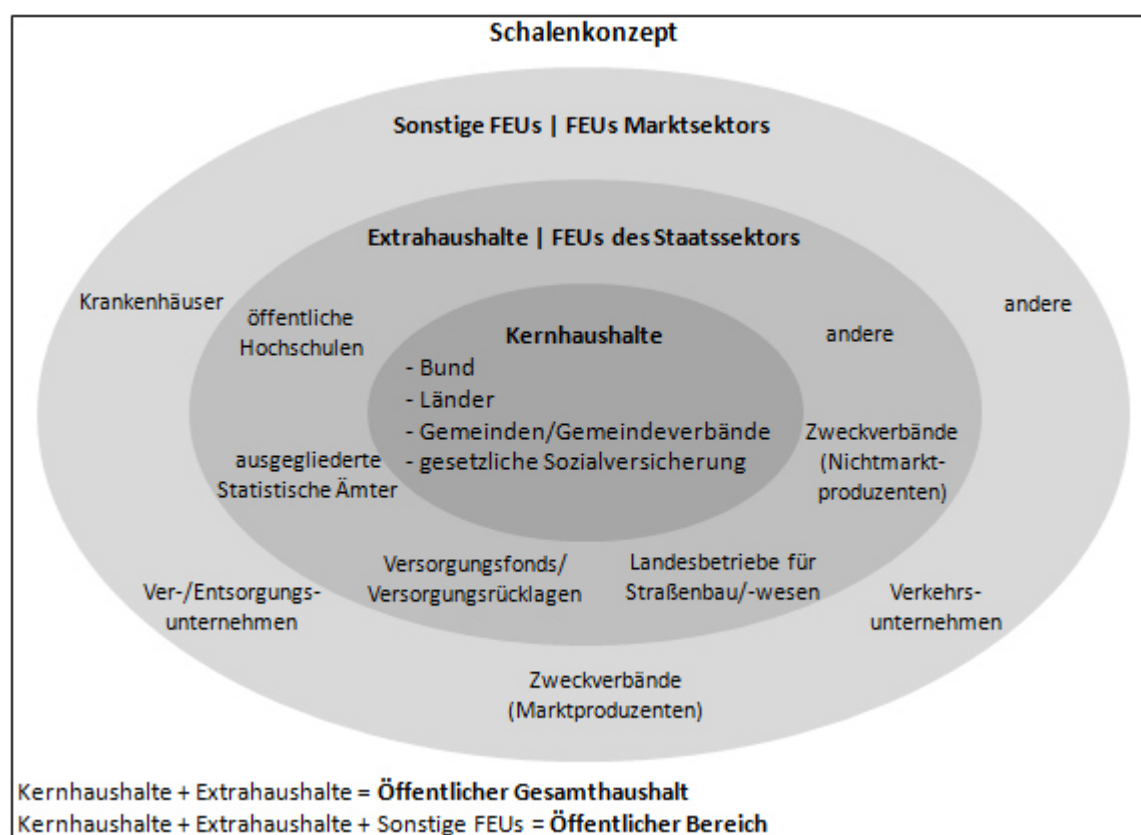 Schalenkonzept
Sonstige FEUs | FEUs Marktsektors
Extrahaushalte | FEUs des Staatssektors
Krankenhäuser
öffentliche
Hochschulen
Kernhaushalte
- Bund
- Länder
- Gemeinden/Gemeindeverbände
- gesetzliche Sozialversicherung
andere
andere
ausgegliederte
Statistische Ämter
Zweckverbände
(Nichtmarkt-
produzenten)
Ver-/Entsorgungs-
unternehmen
Versorgungsfonds/
Versorgungsrücklagen
Landesbetriebe für
Straßenbau/-wesen
Verkehrs-
unternehmen
Zweckverbände
(Marktproduzenten)
Kernhaushalte + Extrahaushalte = Öffentlicher Gesamthaushalt
Kernhaushalte + Extrahaushalte + Sonstige FEUs = Öffentlicher Bereich